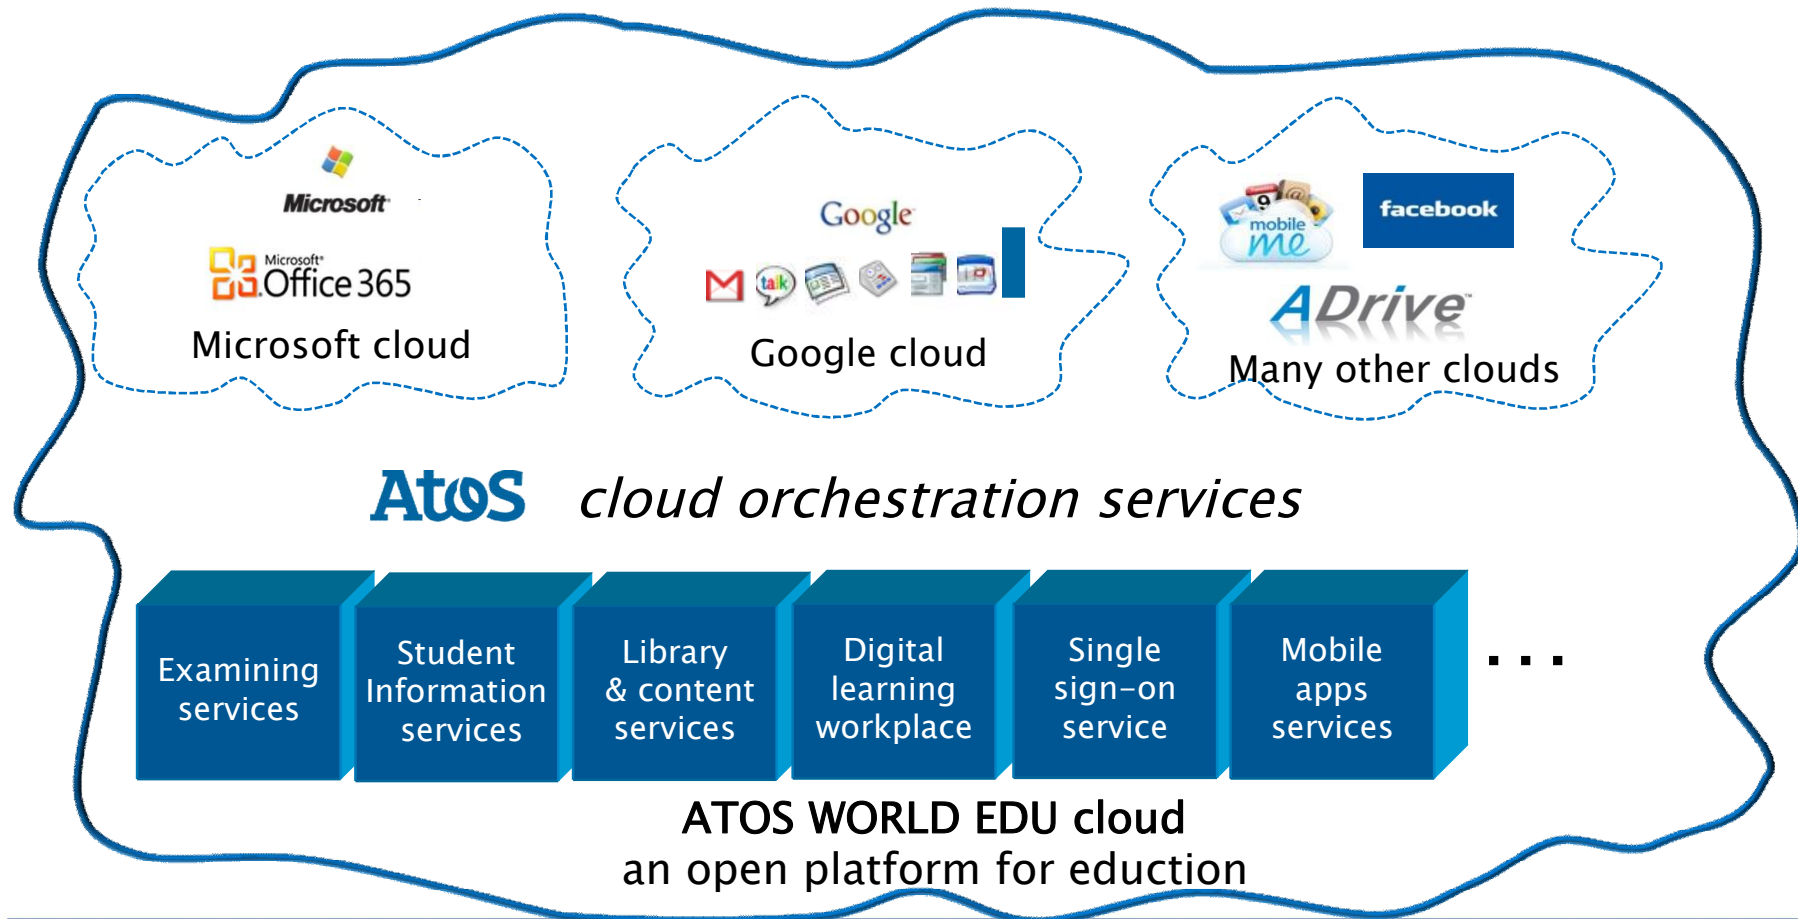 Microsoft
Microsoft®
Office 365
Microsoft cloud
Google
talk
Google cloud
9
@
mobile
me
facebook
ADrive™
Many other clouds
Atos cloud orchestration services
Examining
services
Student
Information
services
Library
& content
services
Digital
learning
workplace
Single
sign-on
service
Mobile
apps
services
...
ATOS WORLD EDU cloud
an open platform for eduction